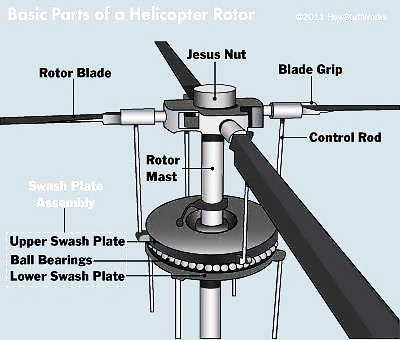 Basic Parts of a Helicopter Rotor
©2011 HowStuffWorks
Jesus Nut
Rotor Blade
Blade Grip
Control Rod
Rotor
Mast
Swash Plate
Assembly
Upper Swash Plate
Ball Bearings
Lower Swash Plate